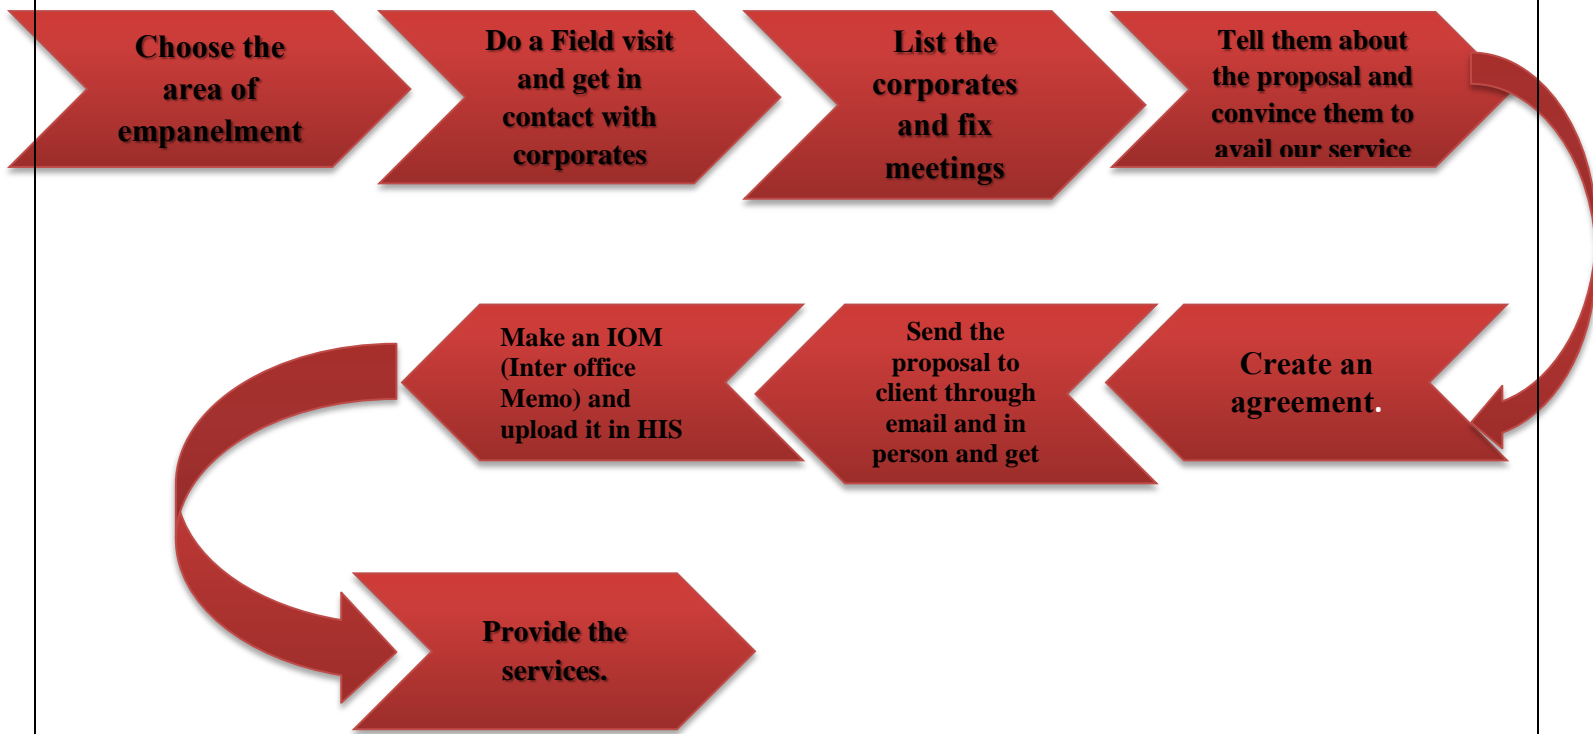 Choose the
area of
empanelment
Do a Field visit
and get in
contact with
corporates
List the
corporates
and fix
meetings
Tell them about
the proposal and
convince them to
avail our service
Create an
agreement.
Send the
proposal to
client through
email and in
person and get
Make an IOM
(Inter office
Memo) and
upload it in HIS
Provide the
services.